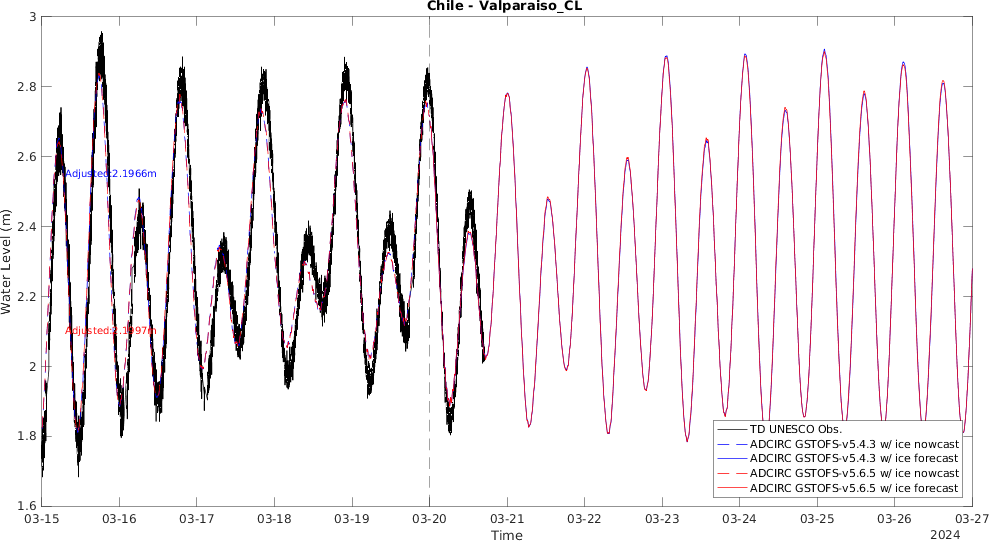 Chile - Valparaiso_CL
3
2.8
2.6
2.4
2.2
2
1.8
1.6
Water Level (m)
Adjusted:2.1966m
Adjusted:2.1997m
TD UNESCO Obs.
ADCIRC GSTOFS-v5.4.3 w/ ice nowcast
ADCIRC GSTOFS-v5.4.3 w/ ice forecast
ADCIRC GSTOFS-v5.6.5 w/ ice nowcast
ADCIRC GSTOFS-v5.6.5 w/ ice forecast
03-15 03-16 03-17 03-18 03-19 03-20 03-21 03-22 03-23 03-24 03-25 03-26 03-27
Time
2024